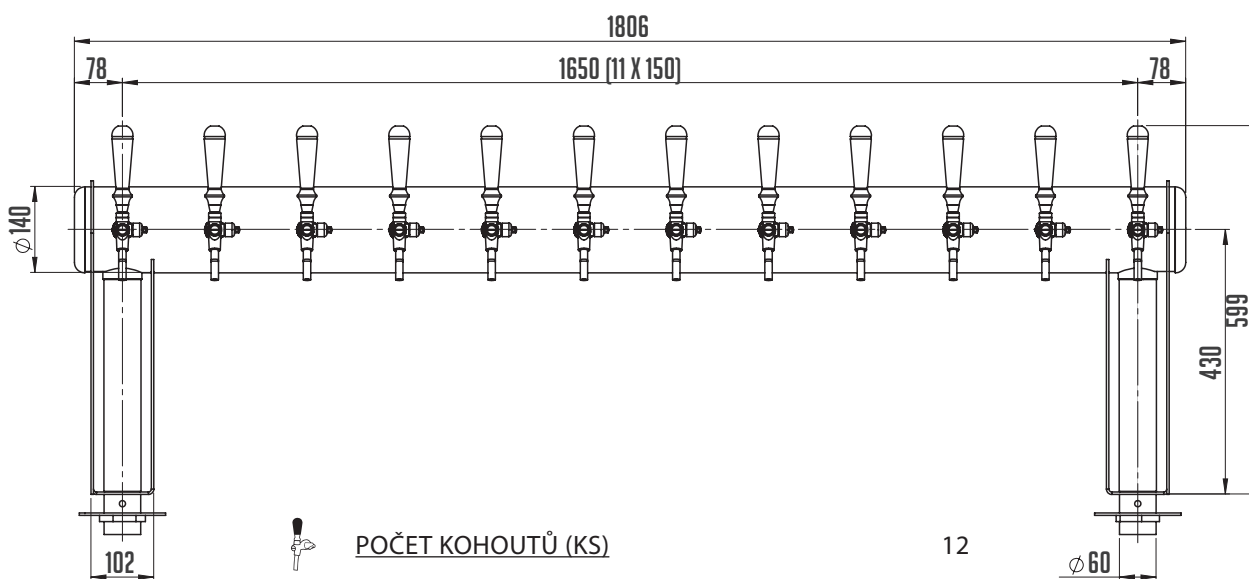 1806
78 1650 (11 X 150) 78
Ø 140
599
430
POČET KOHOUTŮ (KS) 12
102 Ø 60